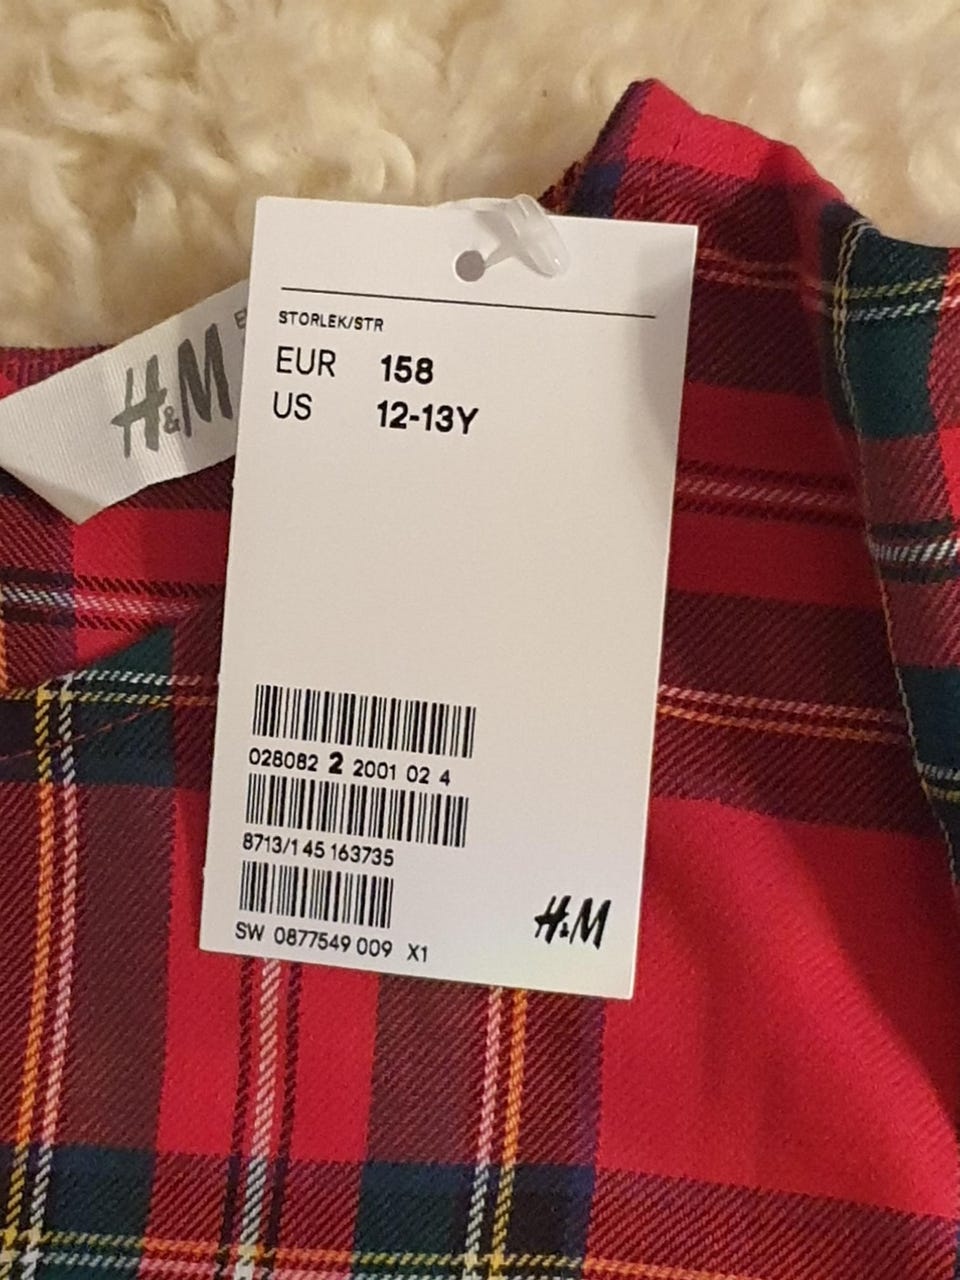 STORLEK/STR
EUR 158
US 12-13Y
H&M
028082 2 2001 02 4
8713/1 45 163735
SW 0877549 009 X1
H&M